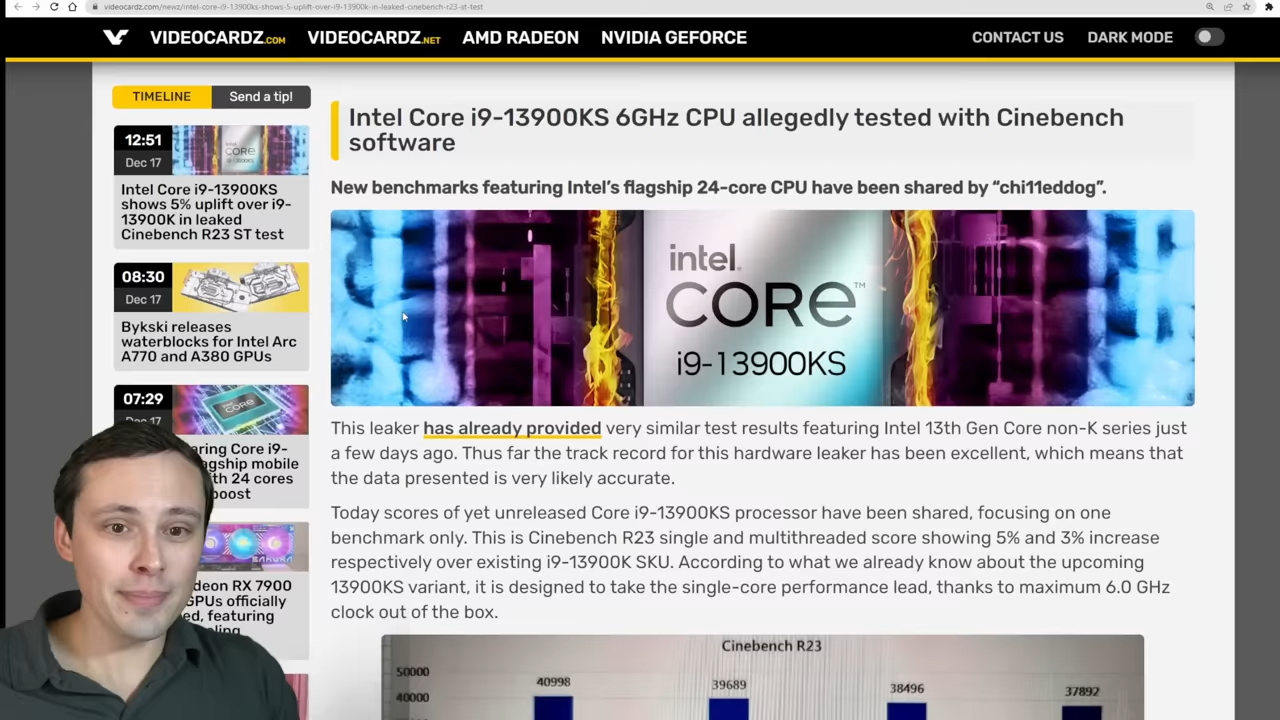 videocardz.com/newz/intel-core-i9-13900ks-shows-5-uplift-over-i9-13900k-in-leaked-cinebench-r23-st-test
VIDEOCARDZ.COM VIDEOCARDZ.NET AMD RADEON NVIDIA GEFORCE CONTACT US DARK MODE
TIMELINE Send a tip!
12:51
Dec 17
intel
CORE
Intel Core i9-13900KS
shows 5% uplift over i9-
13900K in leaked
Cinebench R23 ST test
08:30
Dec 17
Bykski releases
waterblocks for Intel Arc
A770 and A380 GPUs
07:29
Dec 17
CORE
aring Core i9-
agship mobile
th 24 cores
boost
deon RX 7900
GPUs officially
ed, featuring
Intel Core i9-13900KS 6GHz CPU allegedly tested with Cinebench
software
New benchmarks featuring Intel's flagship 24-core CPU have been shared by “chi11eddog”.
intel.
CORE™
i9-13900KS
This leaker has already provided very similar test results featuring Intel 13th Gen Core non-K series just
a few days ago. Thus far the track record for this hardware leaker has been excellent, which means that
the data presented is very likely accurate.
Today scores of yet unreleased Core i9-13900KS processor have been shared, focusing on one
benchmark only. This is Cinebench R23 single and multithreaded score showing 5% and 3% increase
respectively over existing i9-13900K SKU. According to what we already know about the upcoming
13900KS variant, it is designed to take the single-core performance lead, thanks to maximum 6.0 GHz
clock out of the box.
Cinebench R23
50000
40000
40998
39689
38496
37892